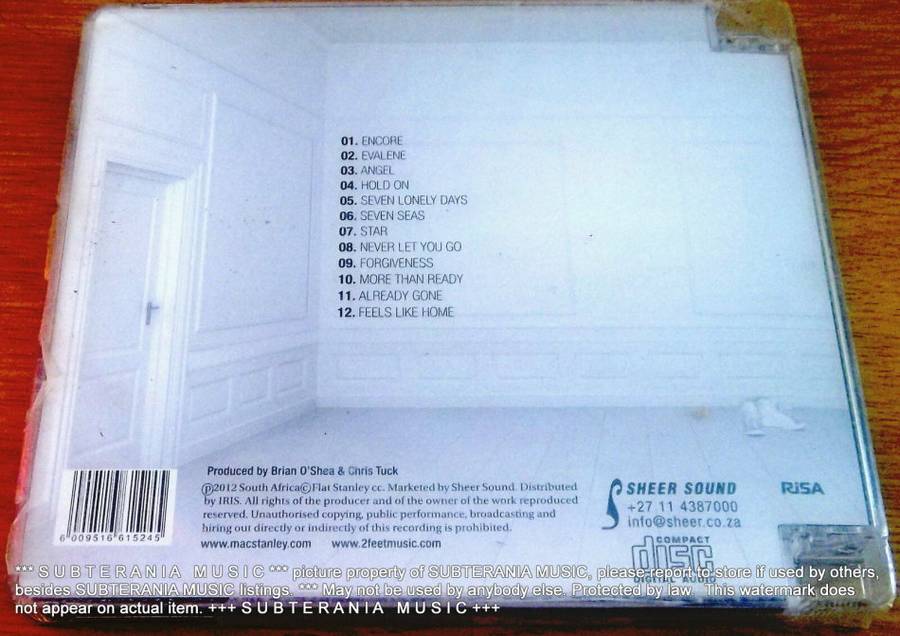 01. ENCORE
02. EVALENE
03. ANGEL
04. HOLD ON
05. SEVEN LONELY DAYS
06. SEVEN SEAS
07. STAR
08. NEVER LET YOU GO
09. FORGIVENESS
10. MORE THAN READY
11. ALREADY GONE
12. FEELS LIKE HOME
Produced by Brian O'Shea & Chris Tuck
℗2012 South Africa©Flat Stanley cc. Marketed by Sheer Sound. Distributed
by IRIS. All rights of the producer and of the owner of the work reproduced
reserved. Unauthorised copying, public performance, broadcasting and
hiring our directly or indirectly of this recording is prohibited.
www.macstanley.com www.2feetmusic.com
6 009516 615245
SHEER SOUND
+27 11 4387000
info@sheer.co.za
RiSA
COMPACT
disc
DIGITAL AUDIO
*** S U B T E R A N I A M U S I C *** picture property of SUBTERANIA MUSIC, please report to store if used by others,
besides SUBTERANIA MUSIC listings. *** May not be used by anybody else. Protected by law. This watermark does
not appear on actual item. +++ S U B T E R A N I A M U S I C +++